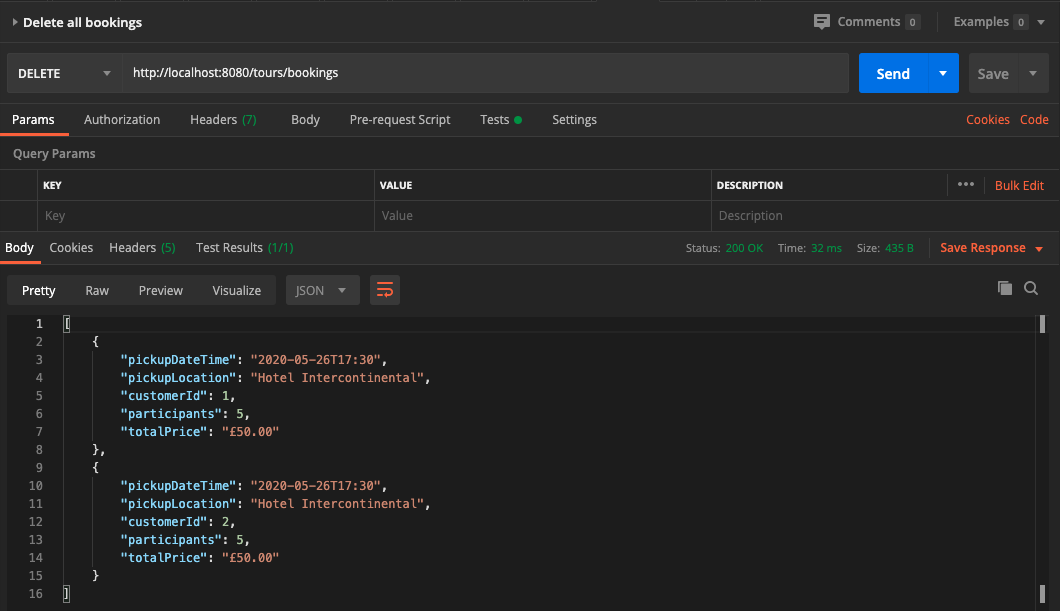 Delete all bookings Comments 0 Examples 0
DELETE http://localhost:8080/tours/bookings Send Save
Params Authorization Headers (7) Body Pre-request Script Tests Settings Cookies Code
Query Params
KEY VALUE DESCRIPTION ••• Bulk Edit
Key Value Description
Body Cookies Headers (5) Test Results (1/1) Status: 200 OK Time: 32 ms Size: 435 B Save Response
Pretty Raw Preview Visualize JSON
1 [
2 {
3 "pickupDateTime": "2020-05-26T17:30",
4 "pickupLocation": "Hotel Intercontinental",
5 "customerId": 1,
6 "participants": 5,
7 "totalPrice": "£50.00"
8 },
9 {
10 "pickupDateTime": "2020-05-26T17:30",
11 "pickupLocation": "Hotel Intercontinental",
12 "customerId": 2,
13 "participants": 5,
14 "totalPrice": "£50.00"
15 }
16 ]